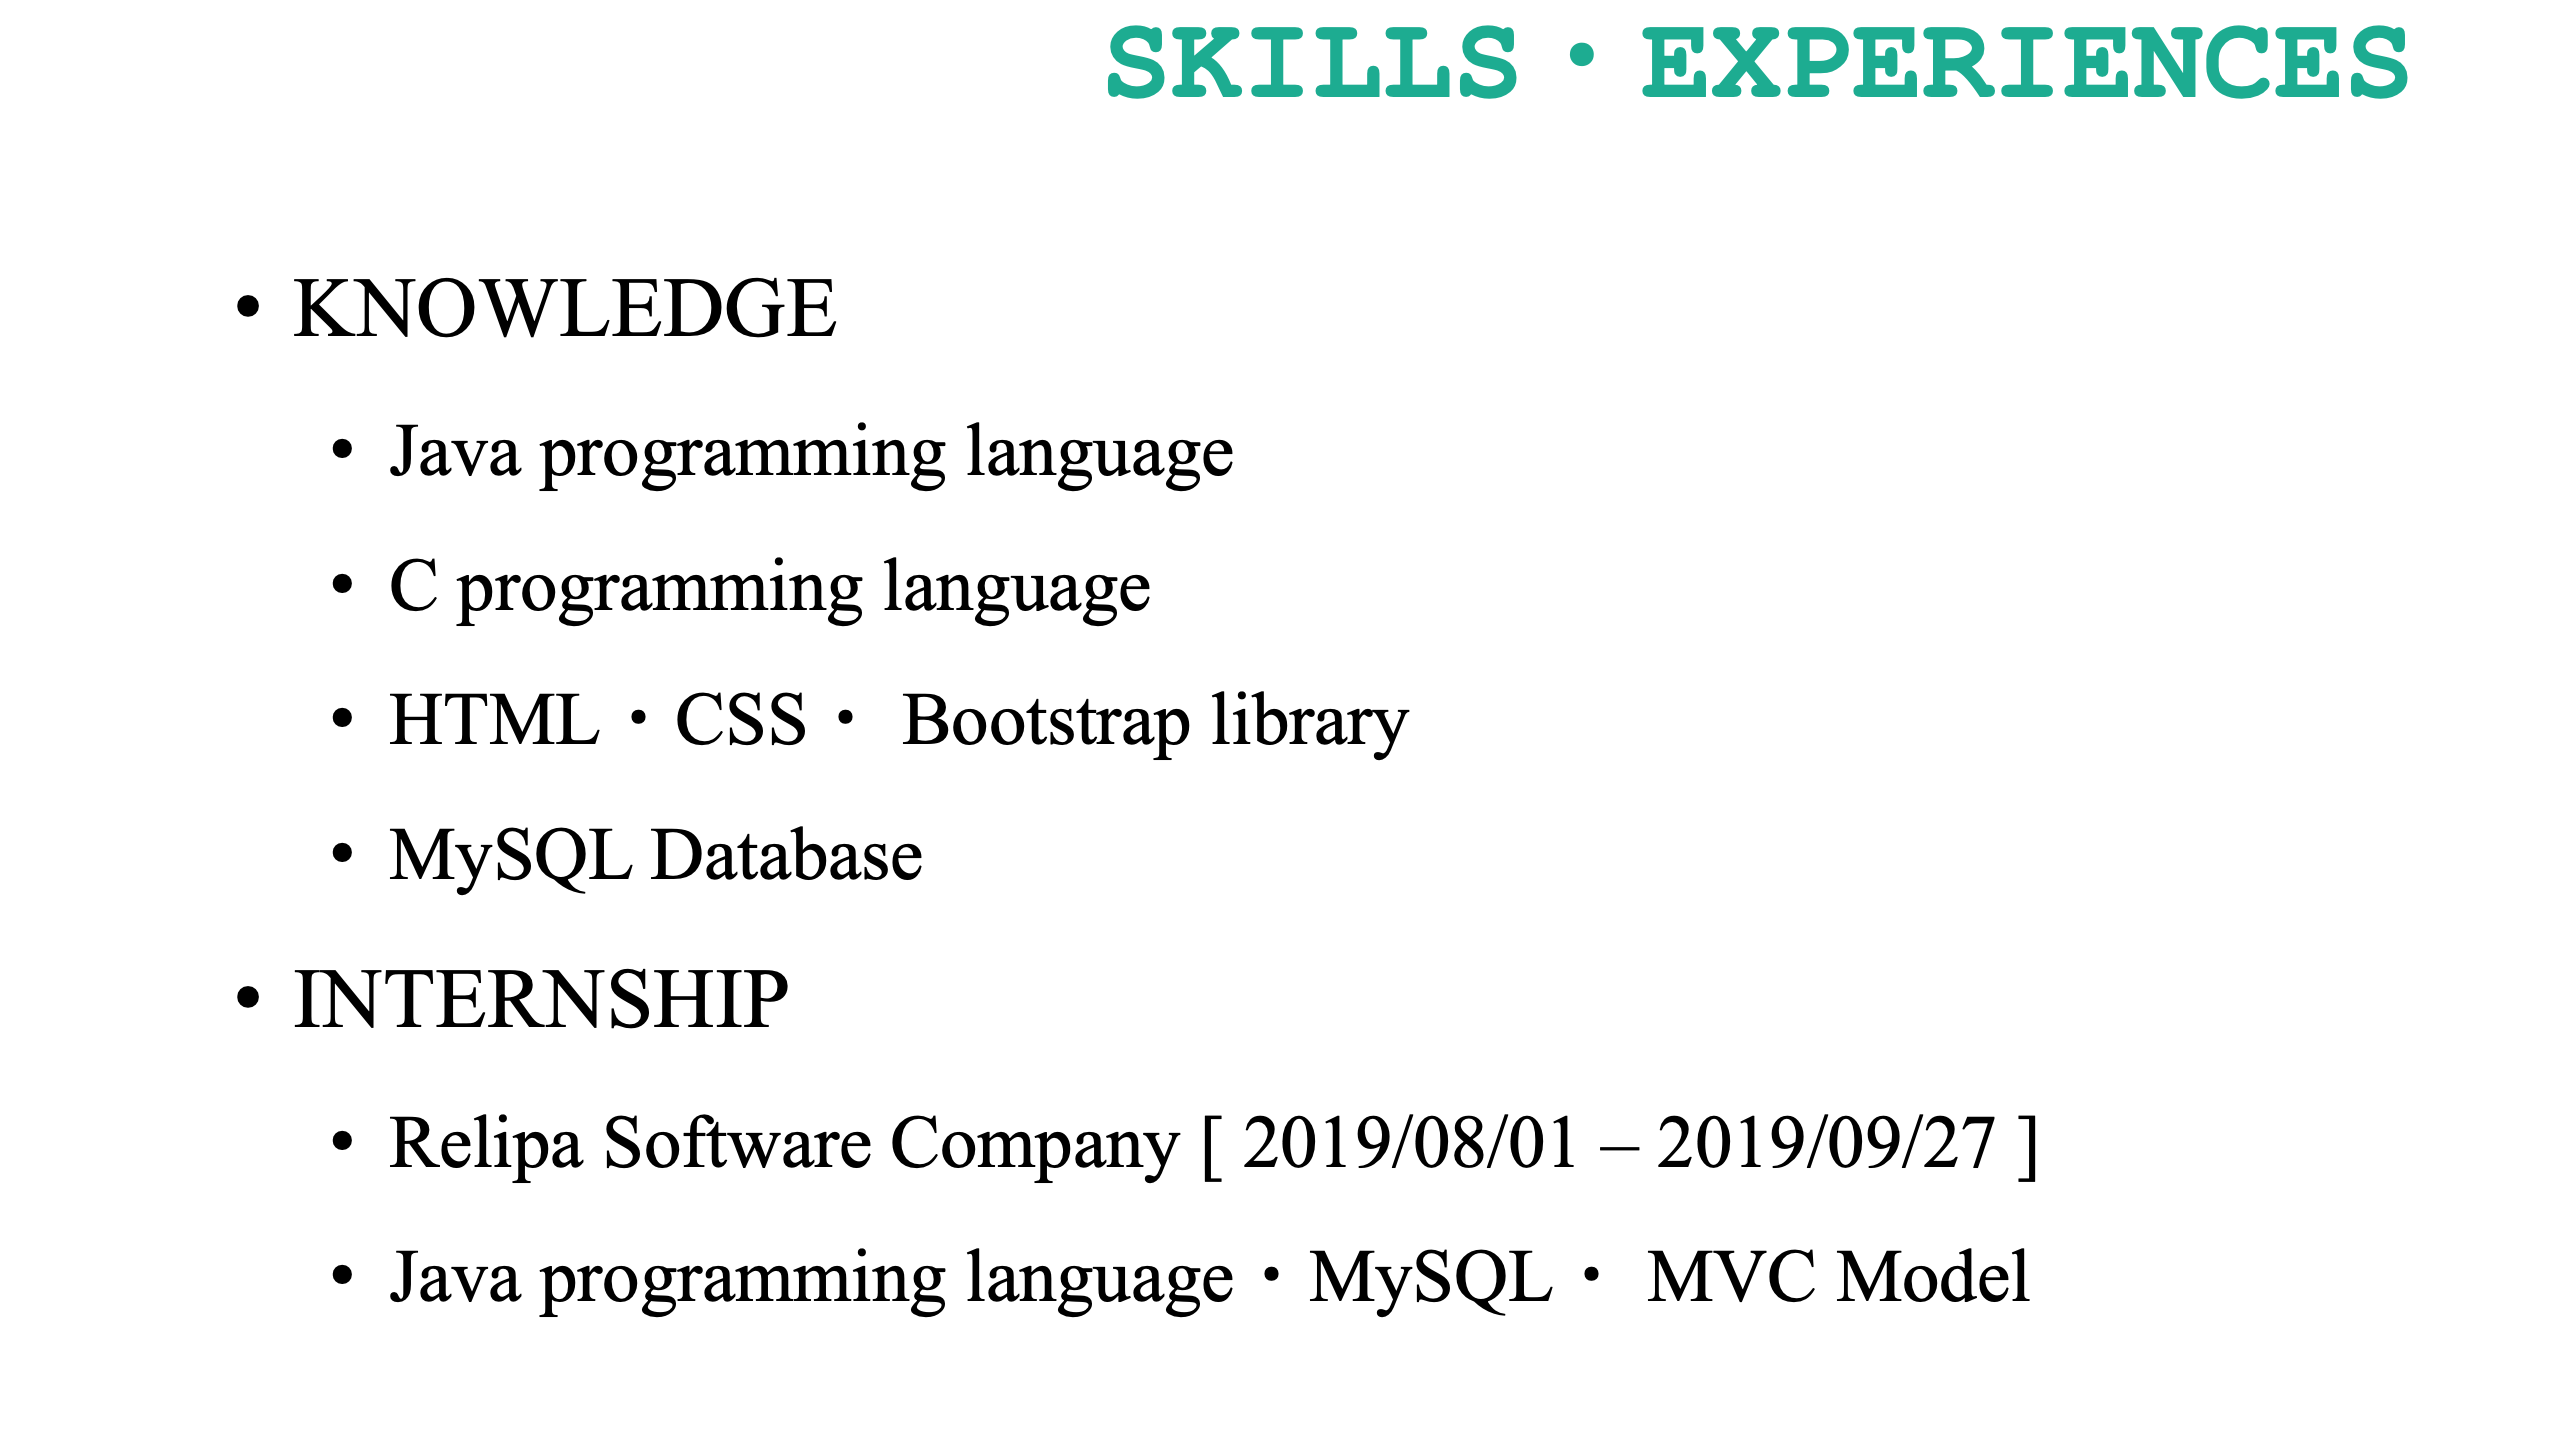 SKILLS・EXPERIENCES
• KNOWLEDGE
• Java programming language
• C programming language
• HTML・CSS・ Bootstrap library
• MySQL Database
• INTERNSHIP
• Relipa Software Company [ 2019/08/01 – 2019/09/27 ]
• Java programming language・MySQL・ MVC Model